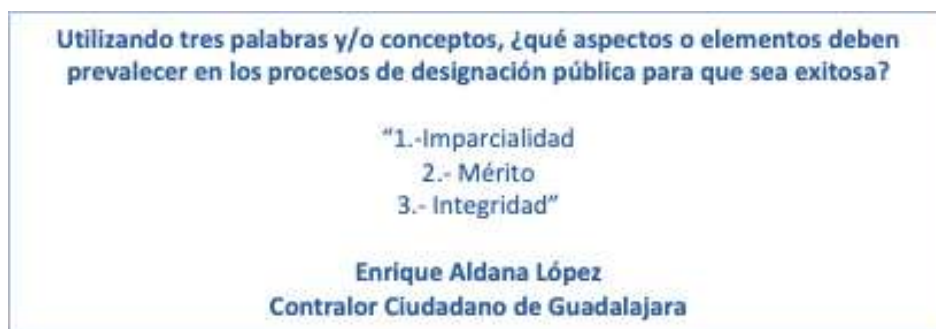 Utilizando tres palabras y/o conceptos, ¿qué aspectos o elementos deben
prevalecer en los procesos de designación pública para que sea exitosa?
"1.-Imparcialidad
2.- Mérito
3.- Integridad"
Enrique Aldana López
Contralor Ciudadano de Guadalajara